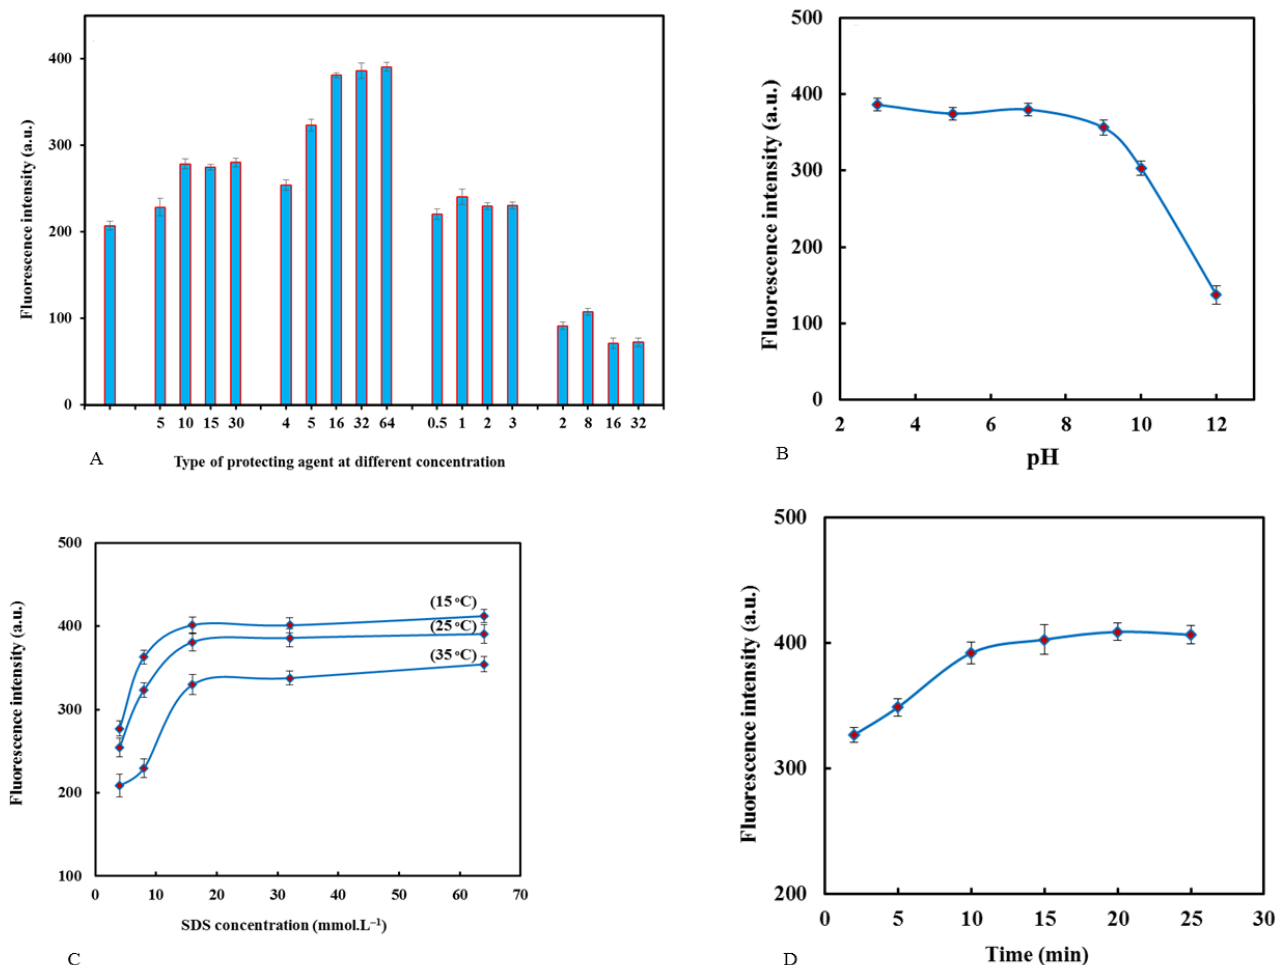 Fluorescence intensity (a.u.)
400
300
200
100
0
5 10 15 30 4 5 16 32 64 0.5 1 2 3 2 8 16 32
Type of protecting agent at different concentration
A
Fluorescence intensity (a.u.)
500
400
300
200
100
0
2 4 6 8 10 12
pH
B
Fluorescence intensity (a.u.)
500
400
300
200
100
(15 °C)
(25 °C)
(35 °C)
0 10 20 30 40 50 60 70
SDS concentration (mmol.L⁻¹)
C
Fluorescence intensity (a.u.)
500
400
300
200
0 5 10 15 20 25 30
Time (min)
D